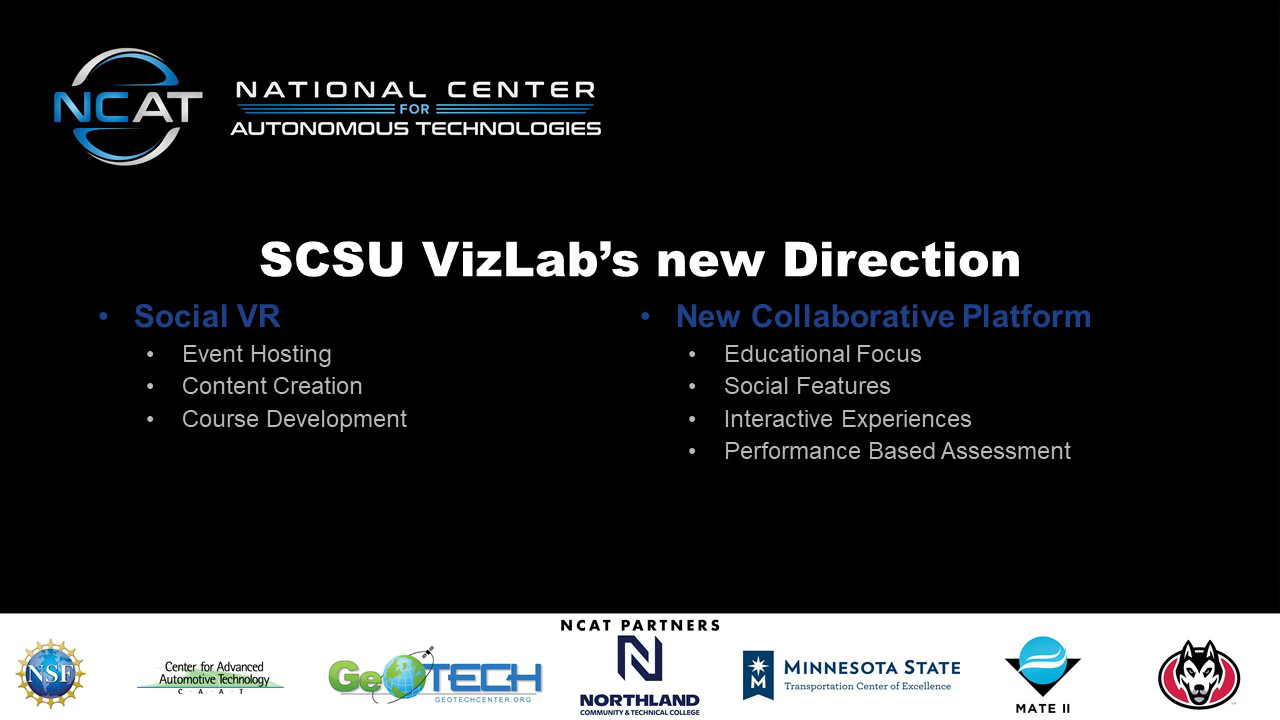 NCAT
NATIONAL CENTER
FOR
AUTONOMOUS TECHNOLOGIES
SCSU VizLab’s new Direction
• Social VR
• Event Hosting
• Content Creation
• Course Development
• New Collaborative Platform
• Educational Focus
• Social Features
• Interactive Experiences
• Performance Based Assessment
NCAT PARTNERS
NSF
Center for Advanced
Automotive Technology
C A A T
GeoTECH
GEOTECHCENTER.ORG
N
NORTHLAND
COMMUNITY & TECHNICAL COLLEGE
M
MINNESOTA STATE
Transportation Center of Excellence
MATE II